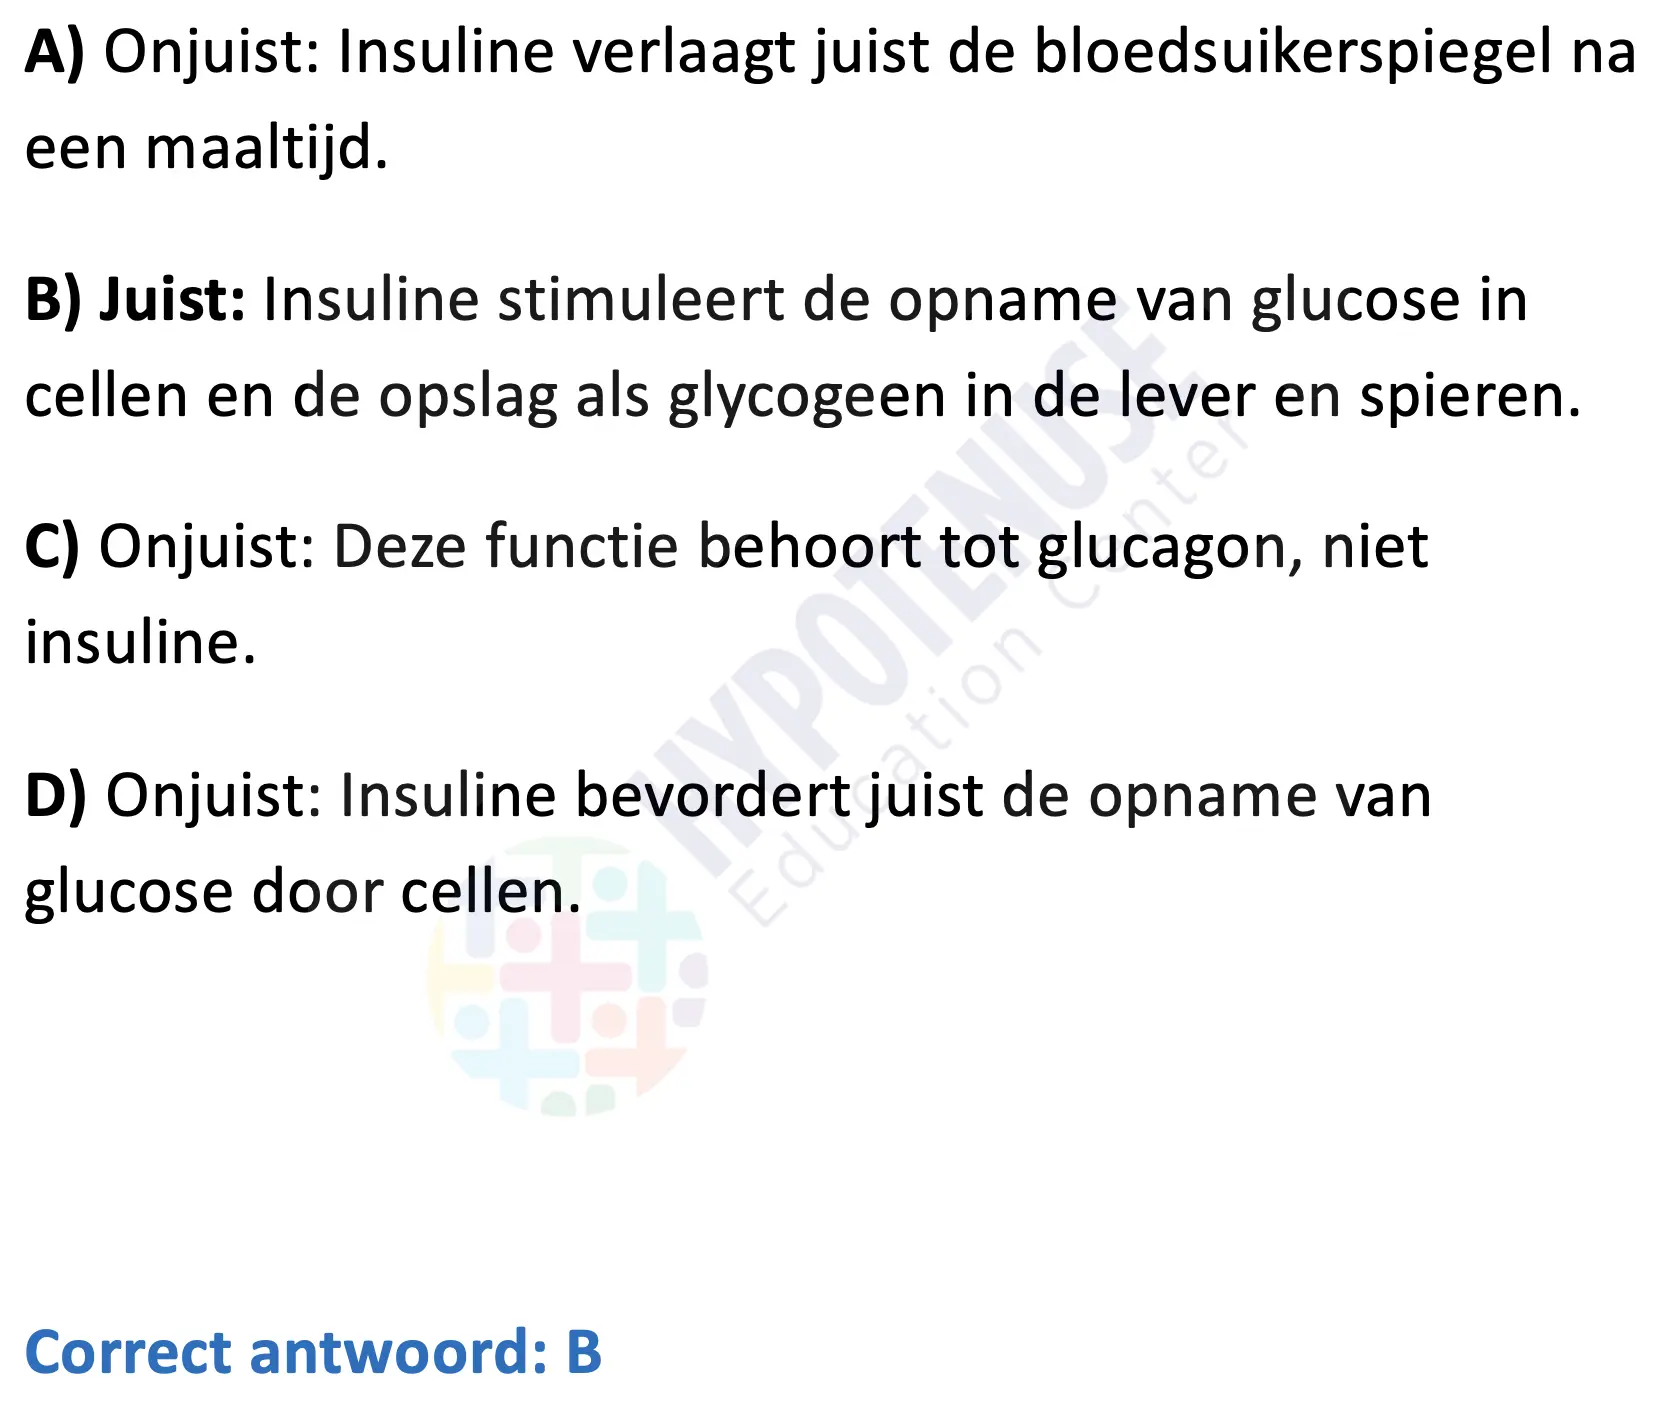 A) Onjuist: Insuline verlaagt juist de bloedsuikerspiegel na
een maaltijd.
B) Juist: Insuline stimuleert de opname van glucose in
cellen en de opslag als glycogeen in de lever en spieren.
C) Onjuist: Deze functie behoort tot glucagon, niet
insuline.
D) Onjuist: Insuline bevordert juist de opname van
glucose door cellen.
HYPOTENUSE
Education Center
Correct antwoord: B